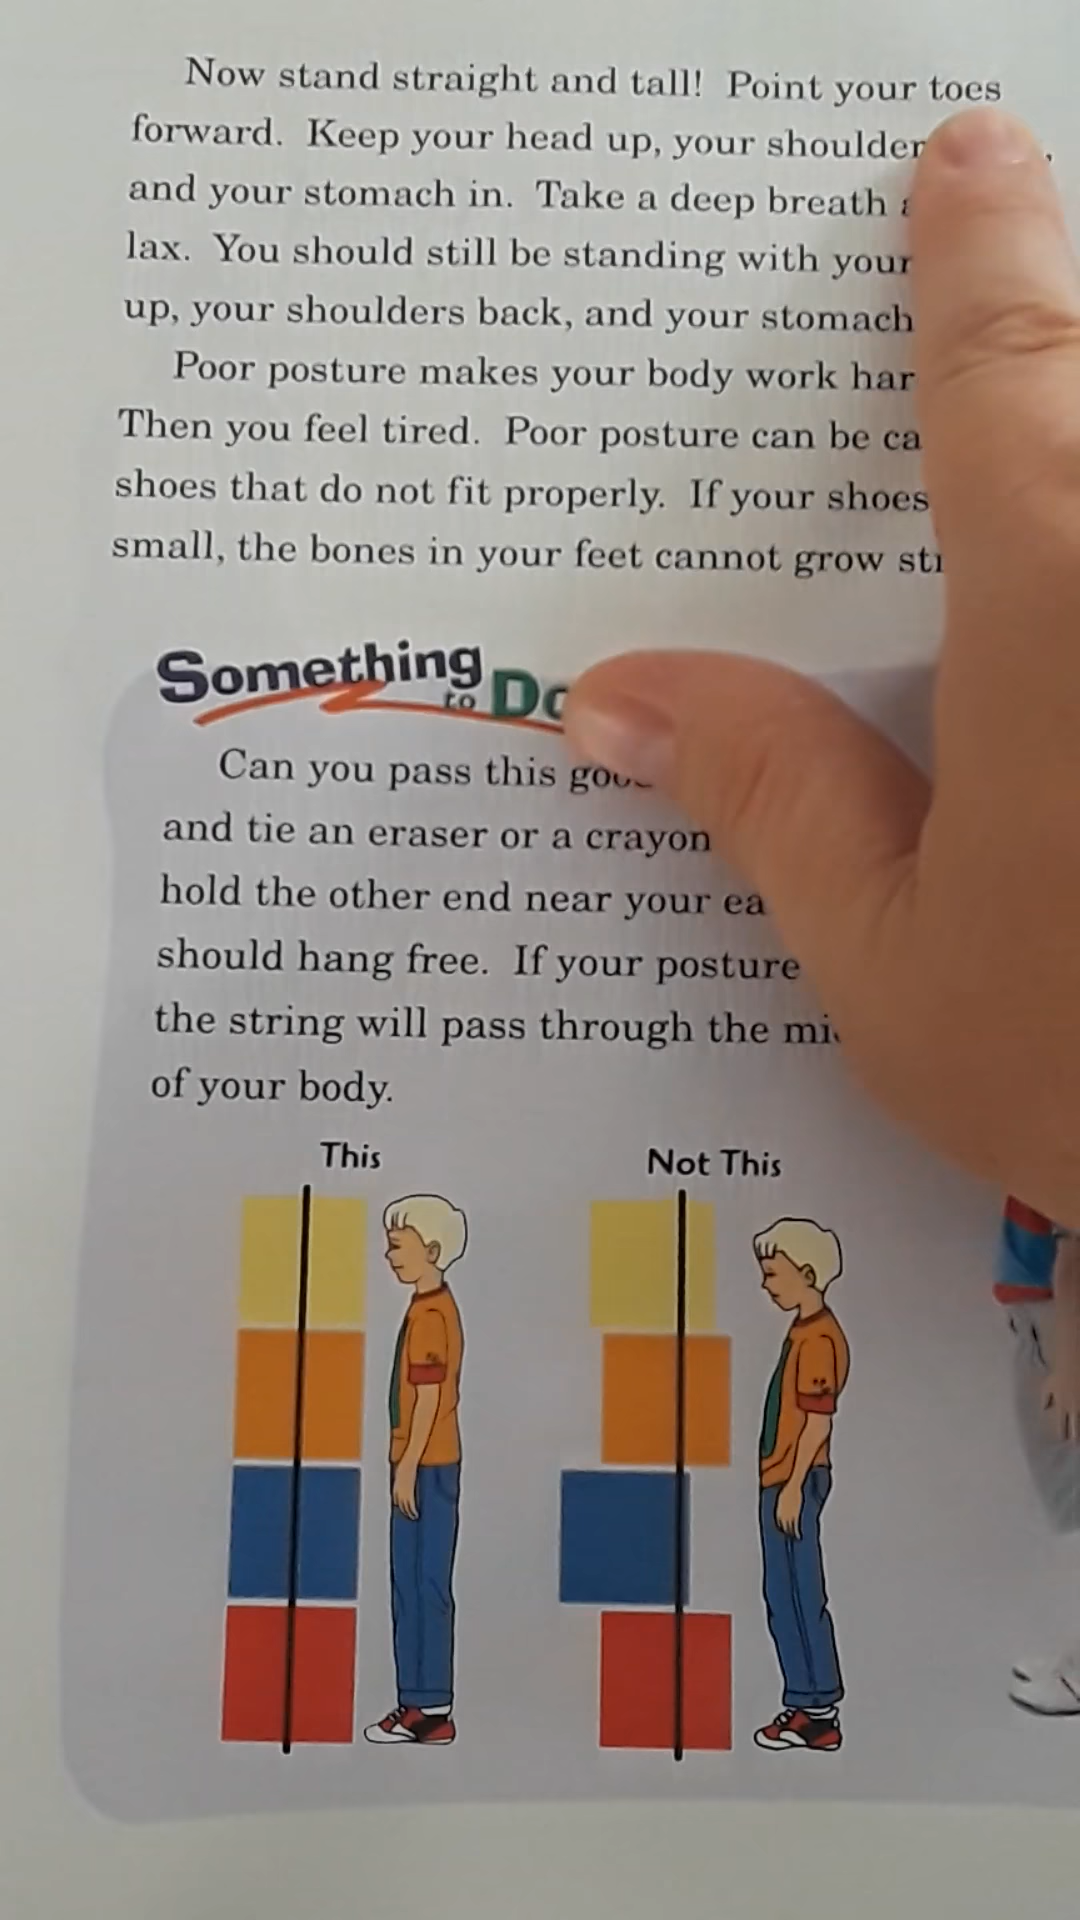 Now stand straight and tall! Point your toes
forward. Keep your head up, your
and your stomach in. Take a deep breath
lax. You should still be standing with your
up, your shoulders back, and your stomach
Poor posture makes your body work
Then you feel tired. Poor posture can be
shoes that do not fit properly. If your shoes
small, the bones in your feet cannot grow
Something
to
Can you pass this
and tie an eraser or a crayon
hold the other end near your
should hang free. If your posture
the string will pass through the
of your body.
This
Not This